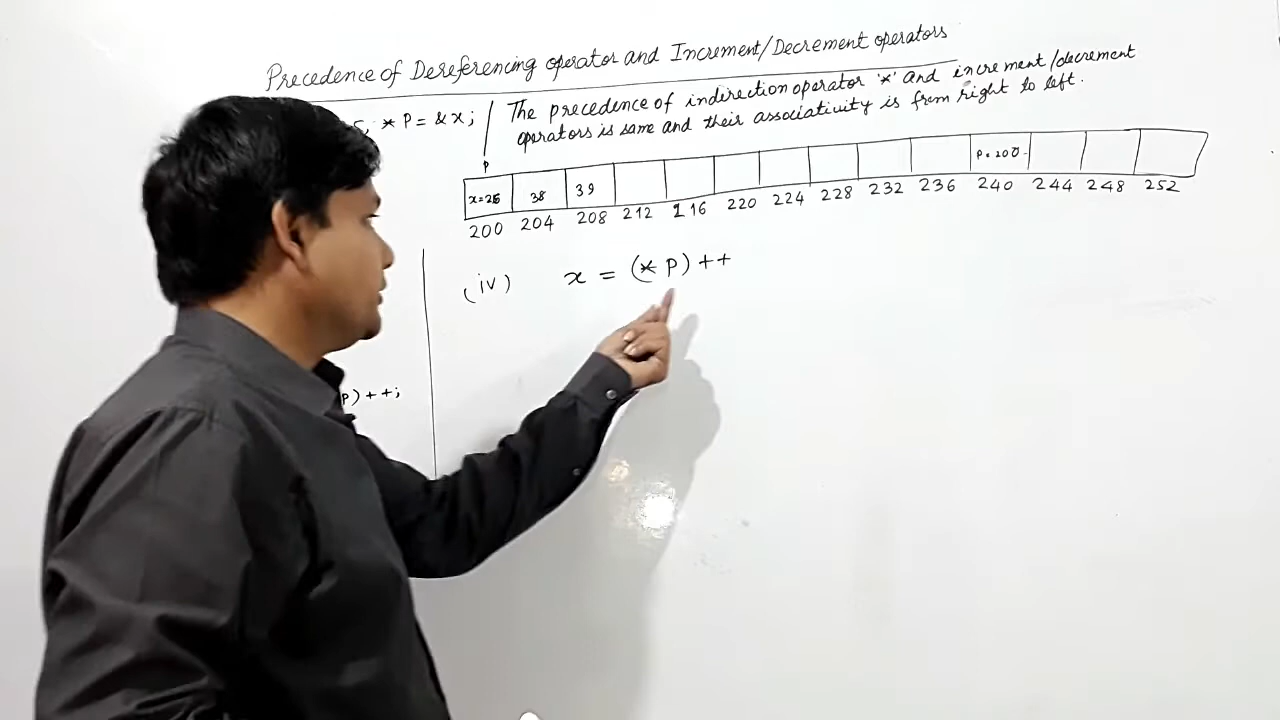 Precedence of Dereferencing operator and Increment/Decrement operators
* P = & x;
The precedence of indirection operator '*' and increment/decrement
operators is same and their associativity is from right to left.
P
x=25 38 39 P = 200
200 204 208 212 216 220 224 228 232 236 240 244 248 252
(iv) x = (* P) ++
p) + +;